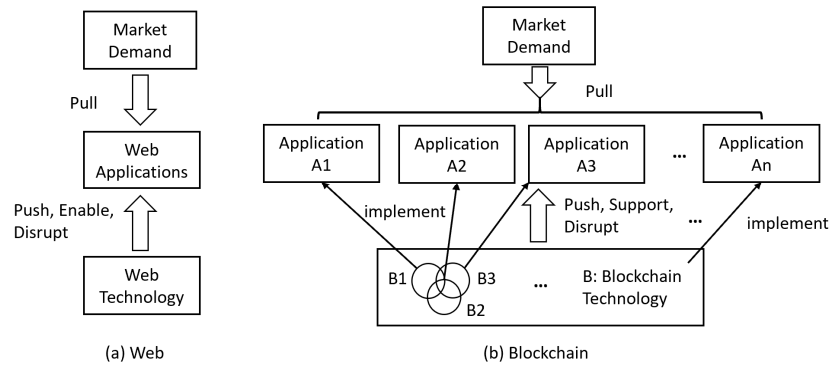 Market
Demand
Pull
Web
Applications
Push, Enable,
Disrupt
Web
Technology
(a) Web
Market
Demand
Pull
Application
A1
Application
A2
Application
A3
...
Application
An
implement
Push, Support,
Disrupt
...
implement
B1
B3
B2
...
B: Blockchain
Technology
(b) Blockchain